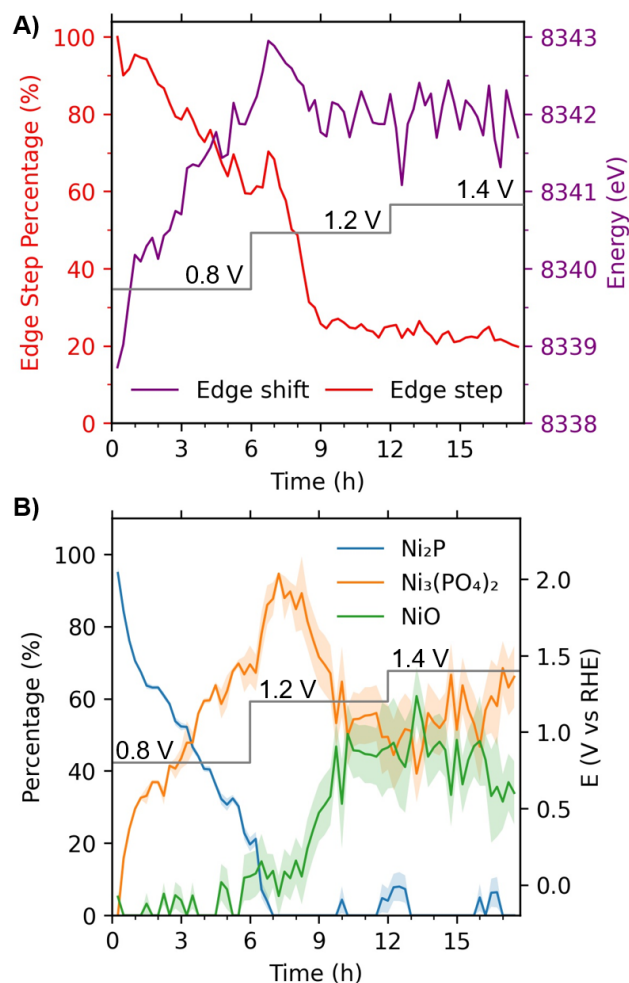 A)
100
80
60
40
20
0
Edge Step Percentage (%)
8343
8342
8341
8340
8339
8338
Energy (eV)
0.8 V
1.2 V
1.4 V
Edge shift
Edge step
0
3
6
9
12
15
Time (h)
B)
100
80
60
40
20
0
Percentage (%)
2.0
1.5
1.0
0.5
0.0
E (V vs RHE)
Ni₂P
Ni₃(PO₄)₂
NiO
0.8 V
1.2 V
1.4 V
0
3
6
9
12
15
Time (h)